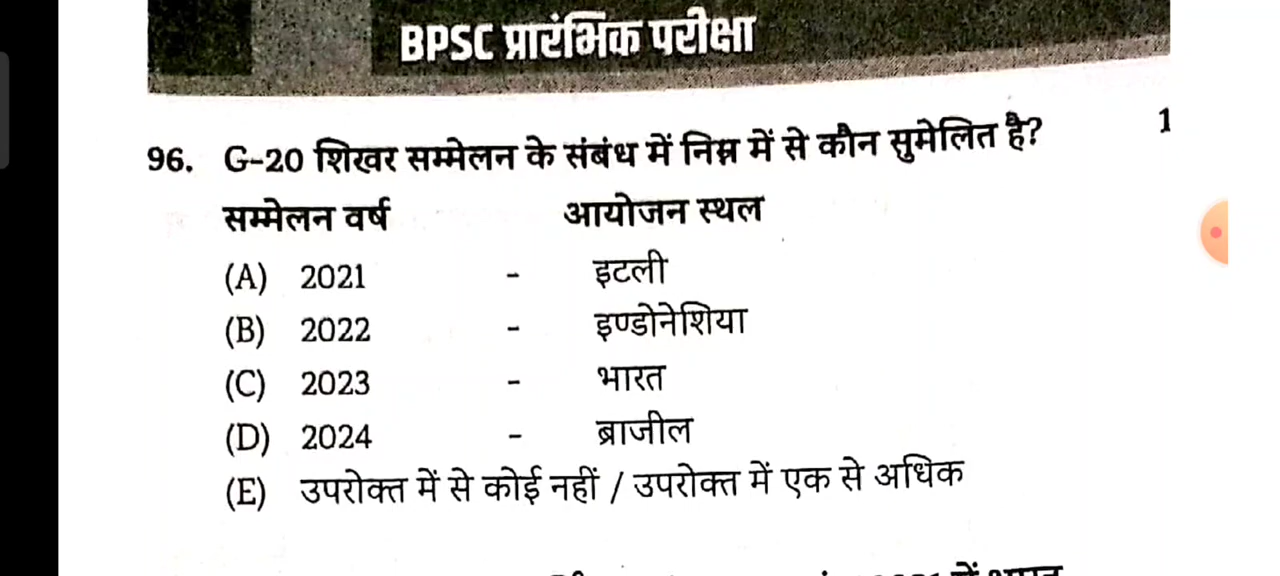 BPSC प्रारंभिक परीक्षा
96. G-20 शिखर सम्मेलन के संबंध में निम्न में से कौन सुमेलित है? 1
सम्मेलन वर्ष आयोजन स्थल
(A) 2021 - इटली
(B) 2022 - इण्डोनेशिया
(C) 2023 - भारत
(D) 2024 - ब्राजील
(E) उपरोक्त में से कोई नहीं / उपरोक्त में एक से अधिक